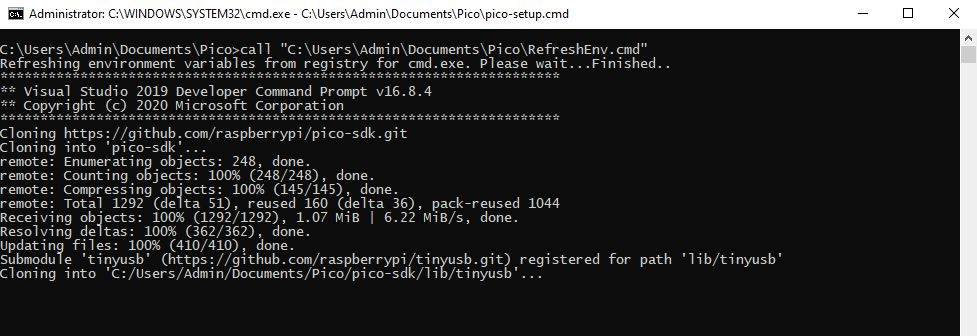 Administrator: C:\WINDOWS\SYSTEM32\cmd.exe - C:\Users\Admin\Documents\Pico\pico-setup.cmd
C:\Users\Admin\Documents\Pico>call "C:\Users\Admin\Documents\Pico\RefreshEnv.cmd"
Refreshing environment variables from registry for cmd.exe. Please wait...Finished..
**********************************************************************
** Visual Studio 2019 Developer Command Prompt v16.8.4
** Copyright (c) 2020 Microsoft Corporation
**********************************************************************
Cloning https://github.com/raspberrypi/pico-sdk.git
Cloning into 'pico-sdk'...
remote: Enumerating objects: 248, done.
remote: Counting objects: 100% (248/248), done.
remote: Compressing objects: 100% (145/145), done.
remote: Total 1292 (delta 51), reused 160 (delta 36), pack-reused 1044
Receiving objects: 100% (1292/1292), 1.07 MiB | 6.22 MiB/s, done.
Resolving deltas: 100% (362/362), done.
Updating files: 100% (410/410), done.
Submodule 'tinyusb' (https://github.com/raspberrypi/tinyusb.git) registered for path 'lib/tinyusb'
Cloning into 'C:/Users/Admin/Documents/Pico/pico-sdk/lib/tinyusb'...